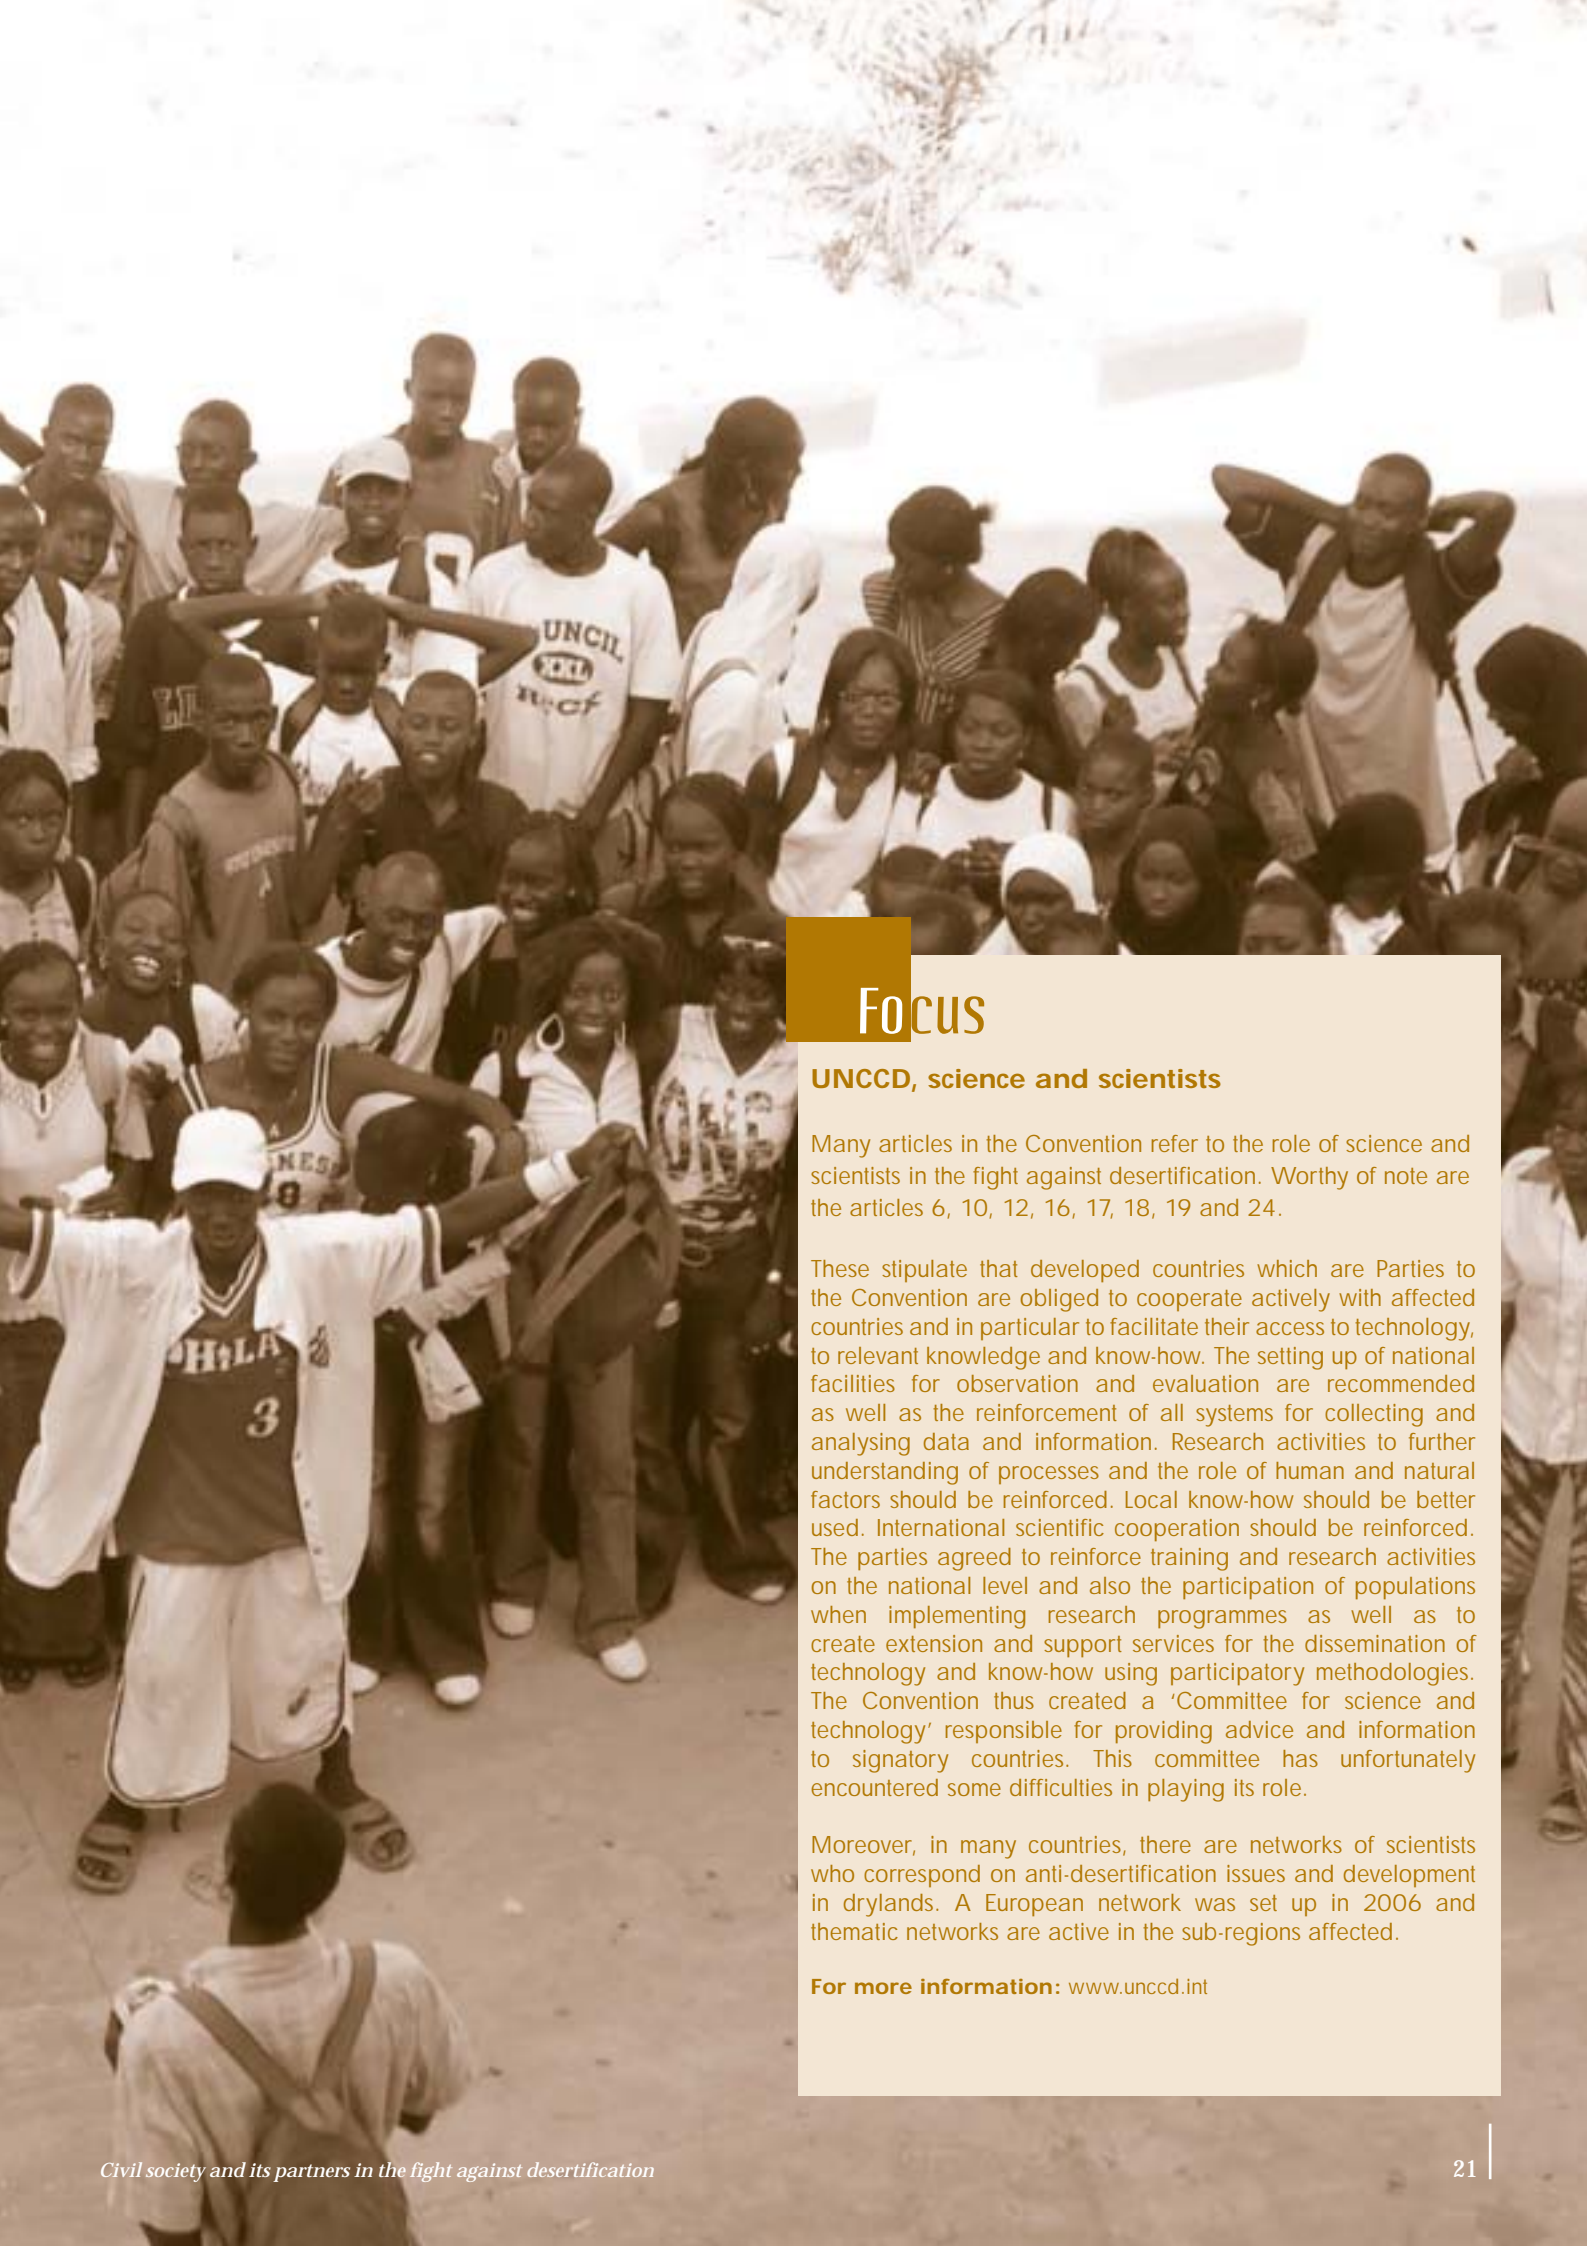 UNCIL
XXL
NES
8
PHILA
3
Focus
UNCCD, science and scientists
Many articles in the Convention refer to the role of science and
scientists in the fight against desertification. Worthy of note are
the articles 6, 10, 12, 16, 17, 18, 19 and 24.
These stipulate that developed countries which are Parties to
the Convention are obliged to cooperate actively with affected
countries and in particular to facilitate their access to technology,
to relevant knowledge and know-how. The setting up of national
facilities for observation and evaluation are recommended
as well as the reinforcement of all systems for collecting and
analysing data and information. Research activities to further
understanding of processes and the role of human and natural
factors should be reinforced. Local know-how should be better
used. International scientific cooperation should be reinforced.
The parties agreed to reinforce training and research activities
on the national level and also the participation of populations
when implementing research programmes as well as to
create extension and support services for the dissemination of
technology and know-how using participatory methodologies.
The Convention thus created a ‘Committee for science and
technology’ responsible for providing advice and information
to signatory countries. This committee has unfortunately
encountered some difficulties in playing its role.
Moreover, in many countries, there are networks of scientists
who correspond on anti-desertification issues and development
in drylands. A European network was set up in 2006 and
thematic networks are active in the sub-regions affected.
For more information: www.unccd.int
Civil society and its partners in the fight against desertification
21